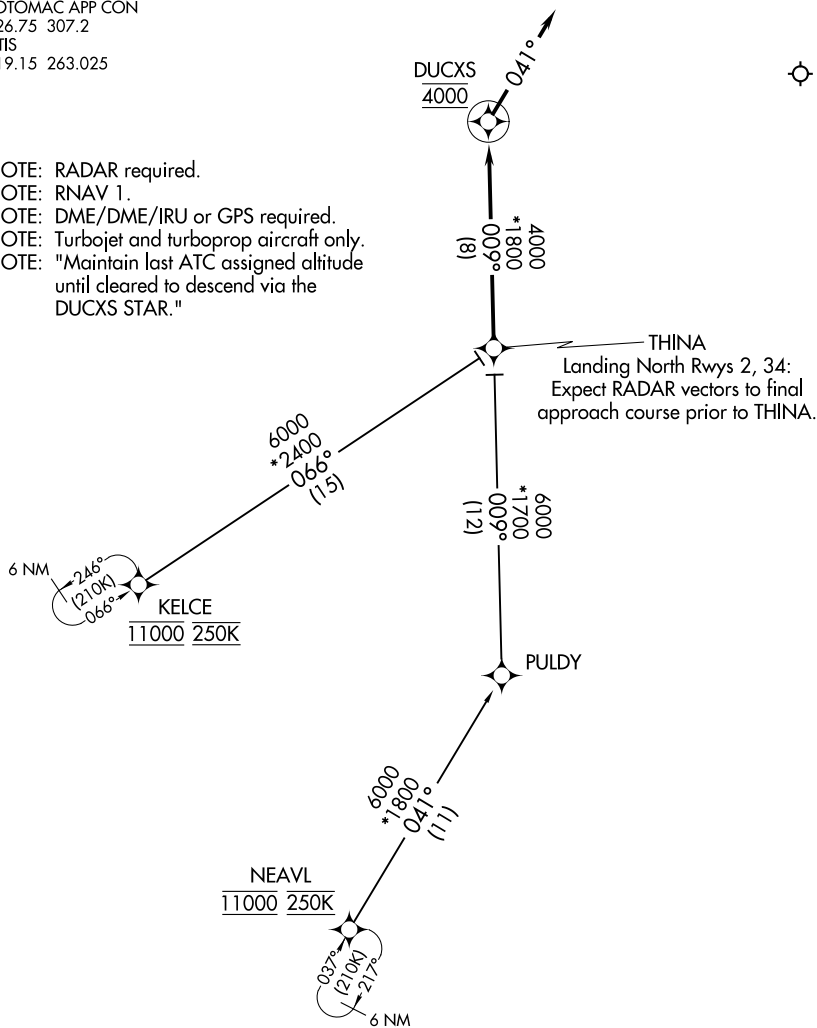 OTOMAC APP CON
26.75 307.2
TIS
19.15 263.025
OTE: RADAR required.
OTE: RNAV 1.
OTE: DME/DME/IRU or GPS required.
OTE: Turbojet and turboprop aircraft only.
OTE: "Maintain last ATC assigned altitude
until cleared to descend via the
DUCXS STAR."
041°
DUCXS
4000
4000
*1800
009°
(8)
THINA
Landing North Rwys 2, 34:
Expect RADAR vectors to final
approach course prior to THINA.
6000
*2400
066°
(15)
6000
*1700
009°
(12)
6 NM
246°
(210K)
066°
KELCE
11000 250K
PULDY
6000
*1800
041°
(11)
NEAVL
11000 250K
037°
(210K)
217°
6 NM